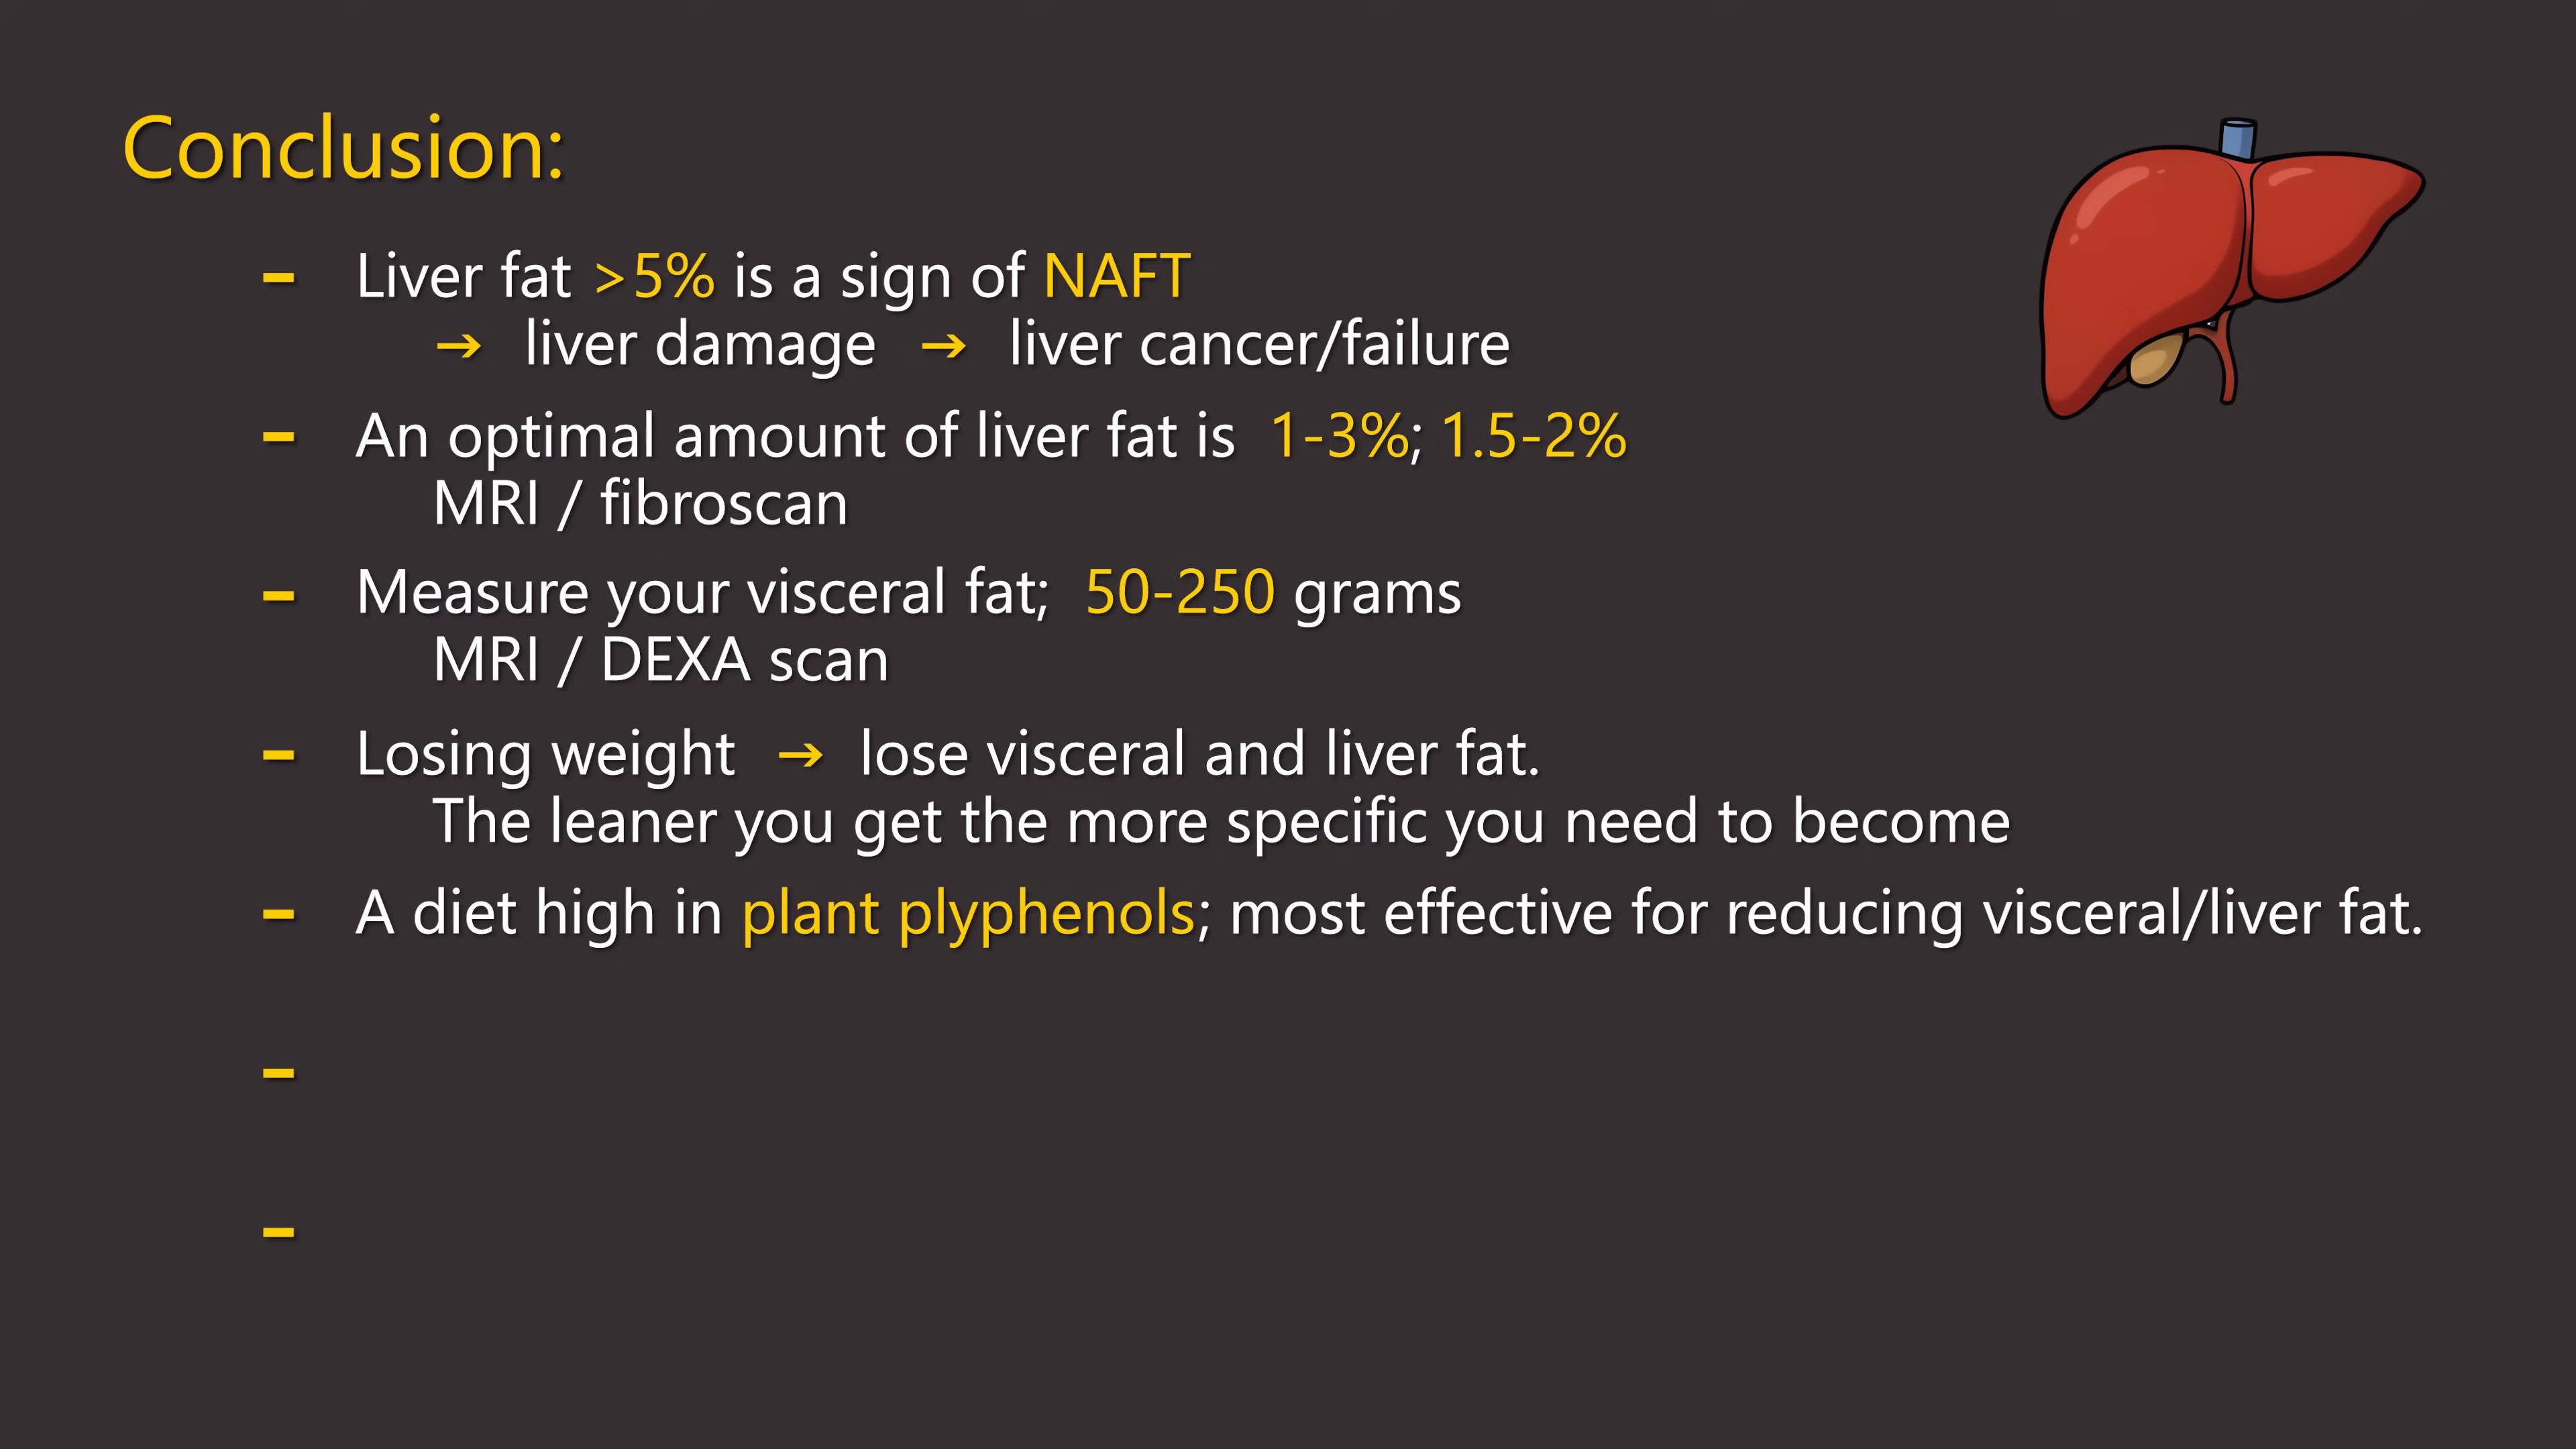 Conclusion:
- Liver fat >5% is a sign of NAFT
→ liver damage → liver cancer/failure
- An optimal amount of liver fat is 1-3%; 1.5-2%
MRI / fibroscan
- Measure your visceral fat; 50-250 grams
MRI / DEXA scan
- Losing weight → lose visceral and liver fat.
The leaner you get the more specific you need to become
- A diet high in plant plyphenols; most effective for reducing visceral/liver fat.
-
-